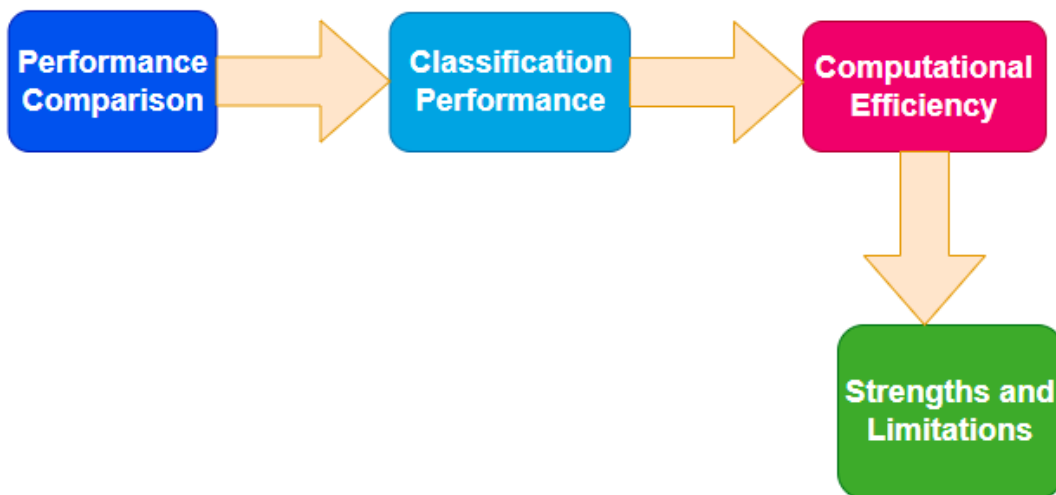 Performance
Comparison
Classification
Performance
Computational
Efficiency
Strengths and
Limitations